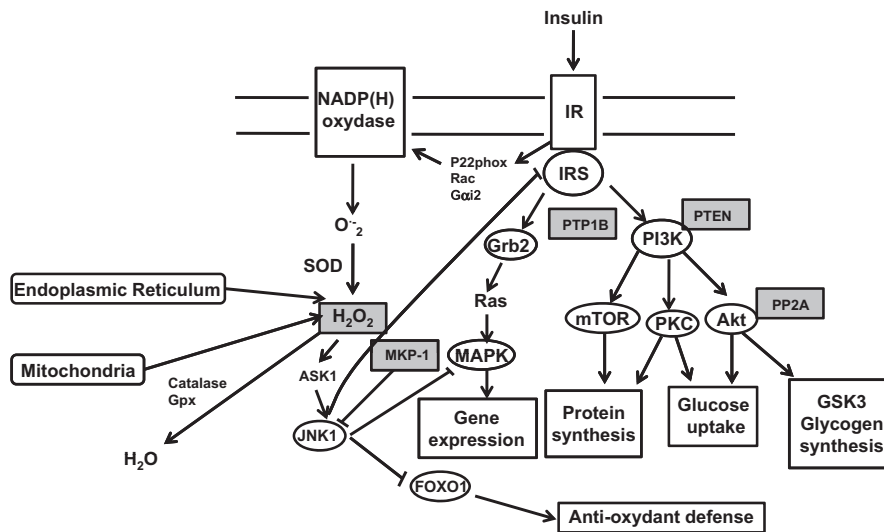 Insulin
NADP(H)
oxydase
IR
P22phox
Rac
Gαi2
IRS
PTP1B
PTEN
O·-₂
Grb2
PI3K
SOD
Endoplasmic Reticulum
H₂O₂
Ras
mTOR
PKC
Akt
PP2A
Mitochondria
MKP-1
MAPK
ASK1
Catalase
Gpx
JNK1
Gene
expression
Protein
synthesis
Glucose
uptake
GSK3
Glycogen
synthesis
H₂O
FOXO1
Anti-oxydant defense